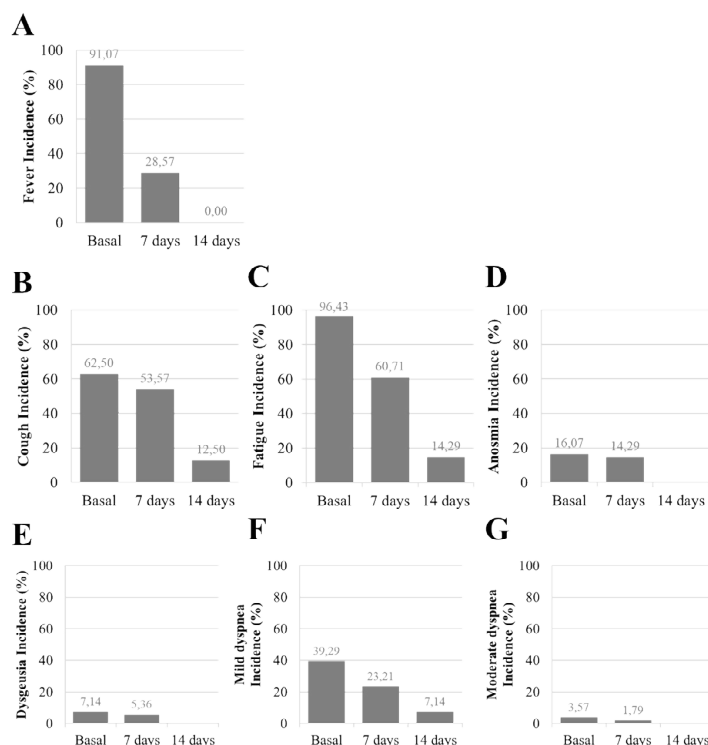 A
Fever Incidence (%)
100
80
60
40
20
0
91,07
28,57
0,00
Basal 7 days 14 days
B
Cough Incidence (%)
100
80
60
40
20
0
62,50
53,57
12,50
Basal 7 days 14 days
C
Fatigue Incidence (%)
100
80
60
40
20
0
96,43
60,71
14,29
Basal 7 days 14 days
D
Anosmia Incidence (%)
100
80
60
40
20
0
16,07
14,29
Basal 7 days 14 days
E
Dysgeusia Incidence (%)
100
80
60
40
20
0
7,14
5,36
Basal 7 days 14 days
F
Mild dyspnea
Incidence (%)
100
80
60
40
20
0
39,29
23,21
7,14
Basal 7 days 14 days
G
Moderate dyspnea
Incidence (%)
100
80
60
40
20
0
3,57
1,79
Basal 7 days 14 days